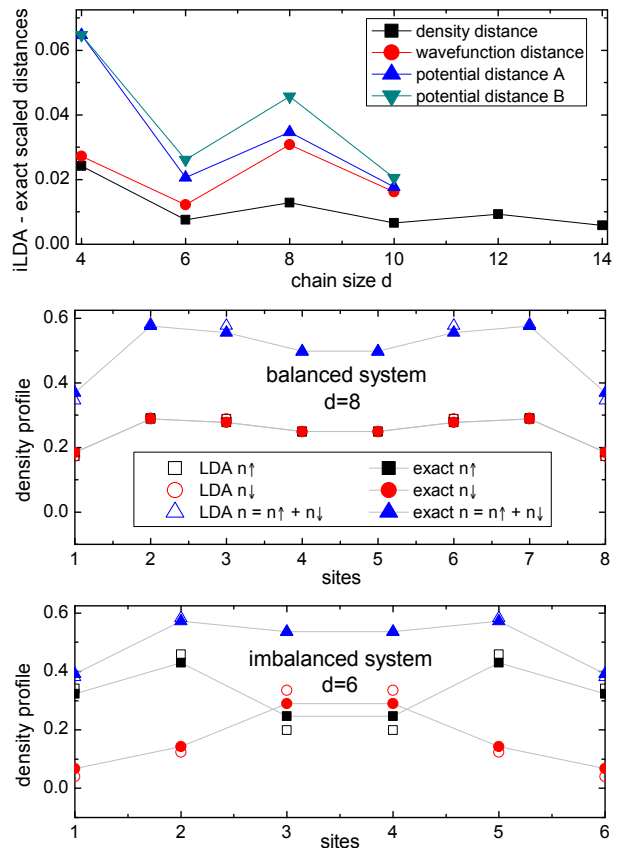 iLDA - exact scaled distances
0.06
0.04
0.02
0.00
density distance
wavefunction distance
potential distance A
potential distance B
4 6 8 10 12 14
chain size d
density profile
0.6
0.4
0.2
0.0
balanced system
d=8
LDA n↑ exact n↑
LDA n↓ exact n↓
LDA n = n↑ + n↓ exact n = n↑ + n↓
1 2 3 4 5 6 7 8
sites
density profile
0.6
0.4
0.2
0.0
imbalanced system
d=6
1 2 3 4 5 6
sites